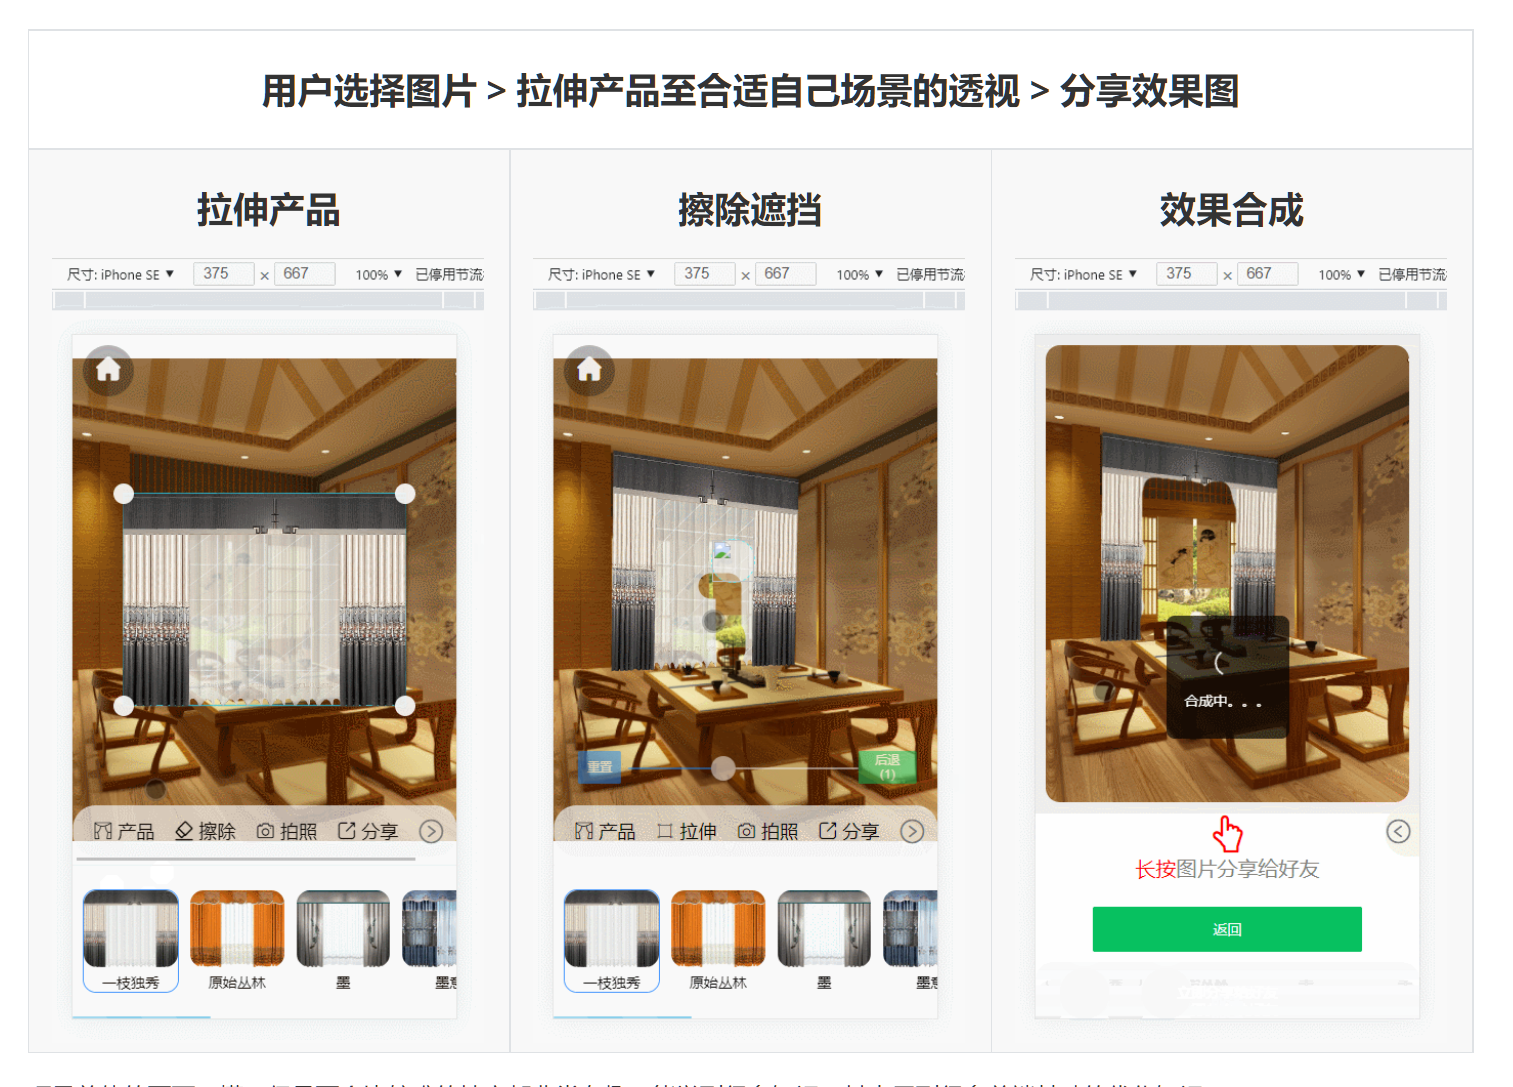 用户选择图片 > 拉伸产品至合适自己场景的透视 > 分享效果图
拉伸产品
擦除遮挡
效果合成
尺寸: iPhone SE ▼ 375 × 667 100% ▼ 已停用节流
尺寸: iPhone SE ▼ 375 × 667 100% ▼ 已停用节流
尺寸: iPhone SE ▼ 375 × 667 100% ▼ 已停用节流
产品 擦除 拍照 分享
一枝独秀 原始丛林 墨 墨
重置
后退
(1)
产品 拉伸 拍照 分享
一枝独秀 原始丛林 墨 墨
合成中。。。
长按图片分享给好友
返回